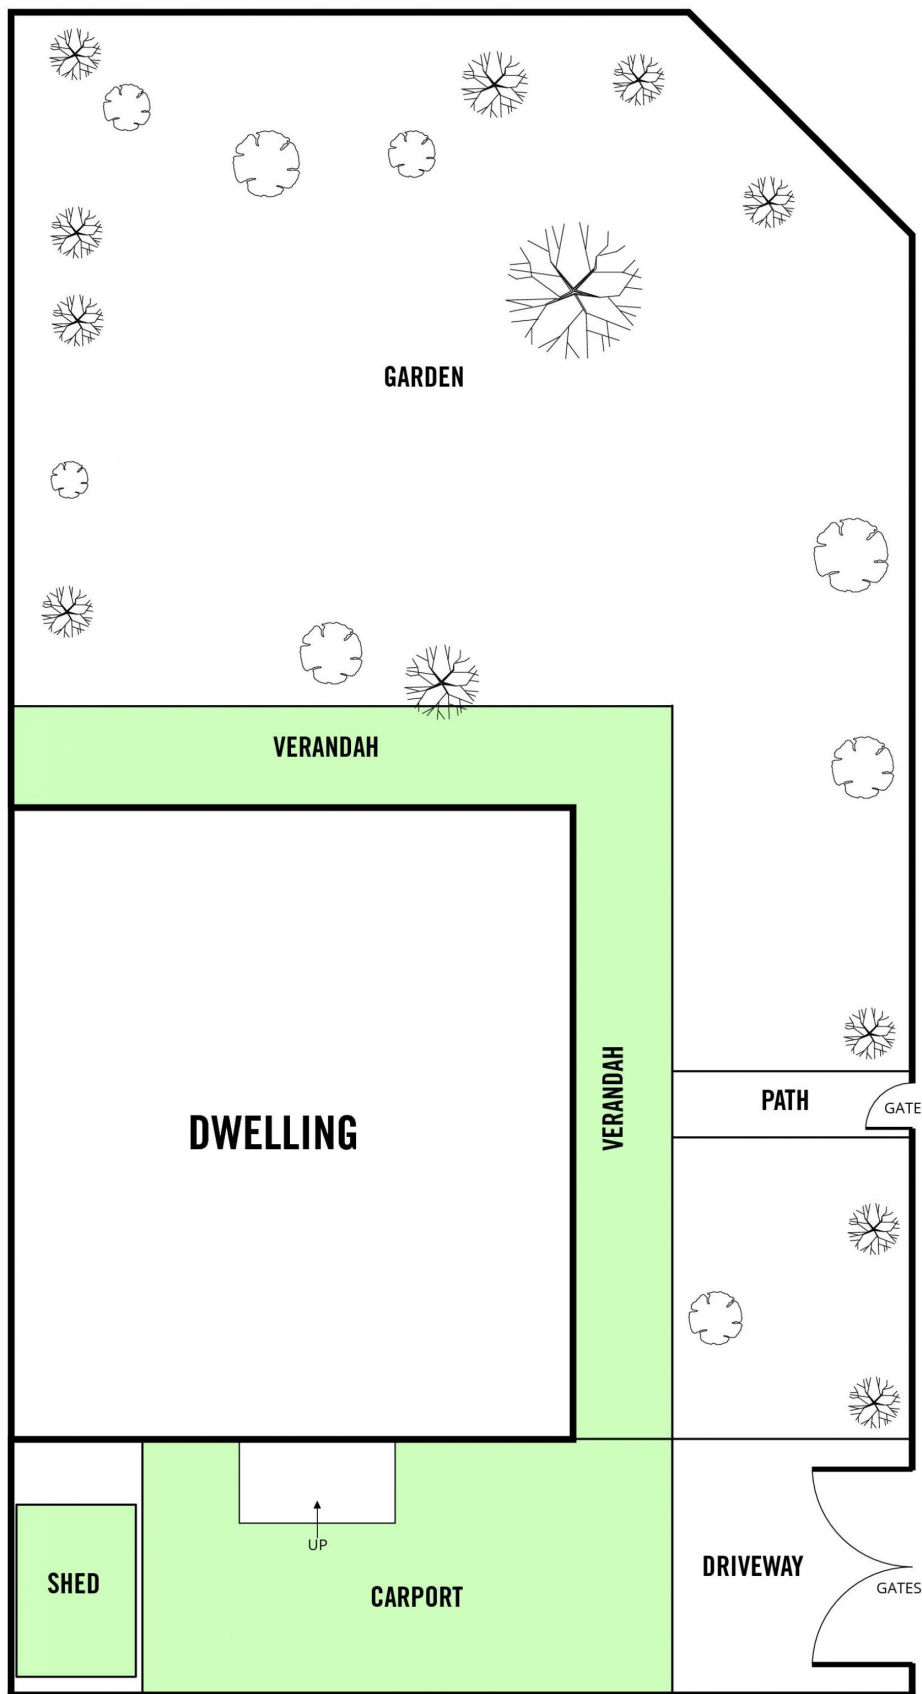 GARDEN
VERANDAH
VERANDAH
DWELLING
PATH
GATE
UP
SHED
CARPORT
DRIVEWAY
GATES